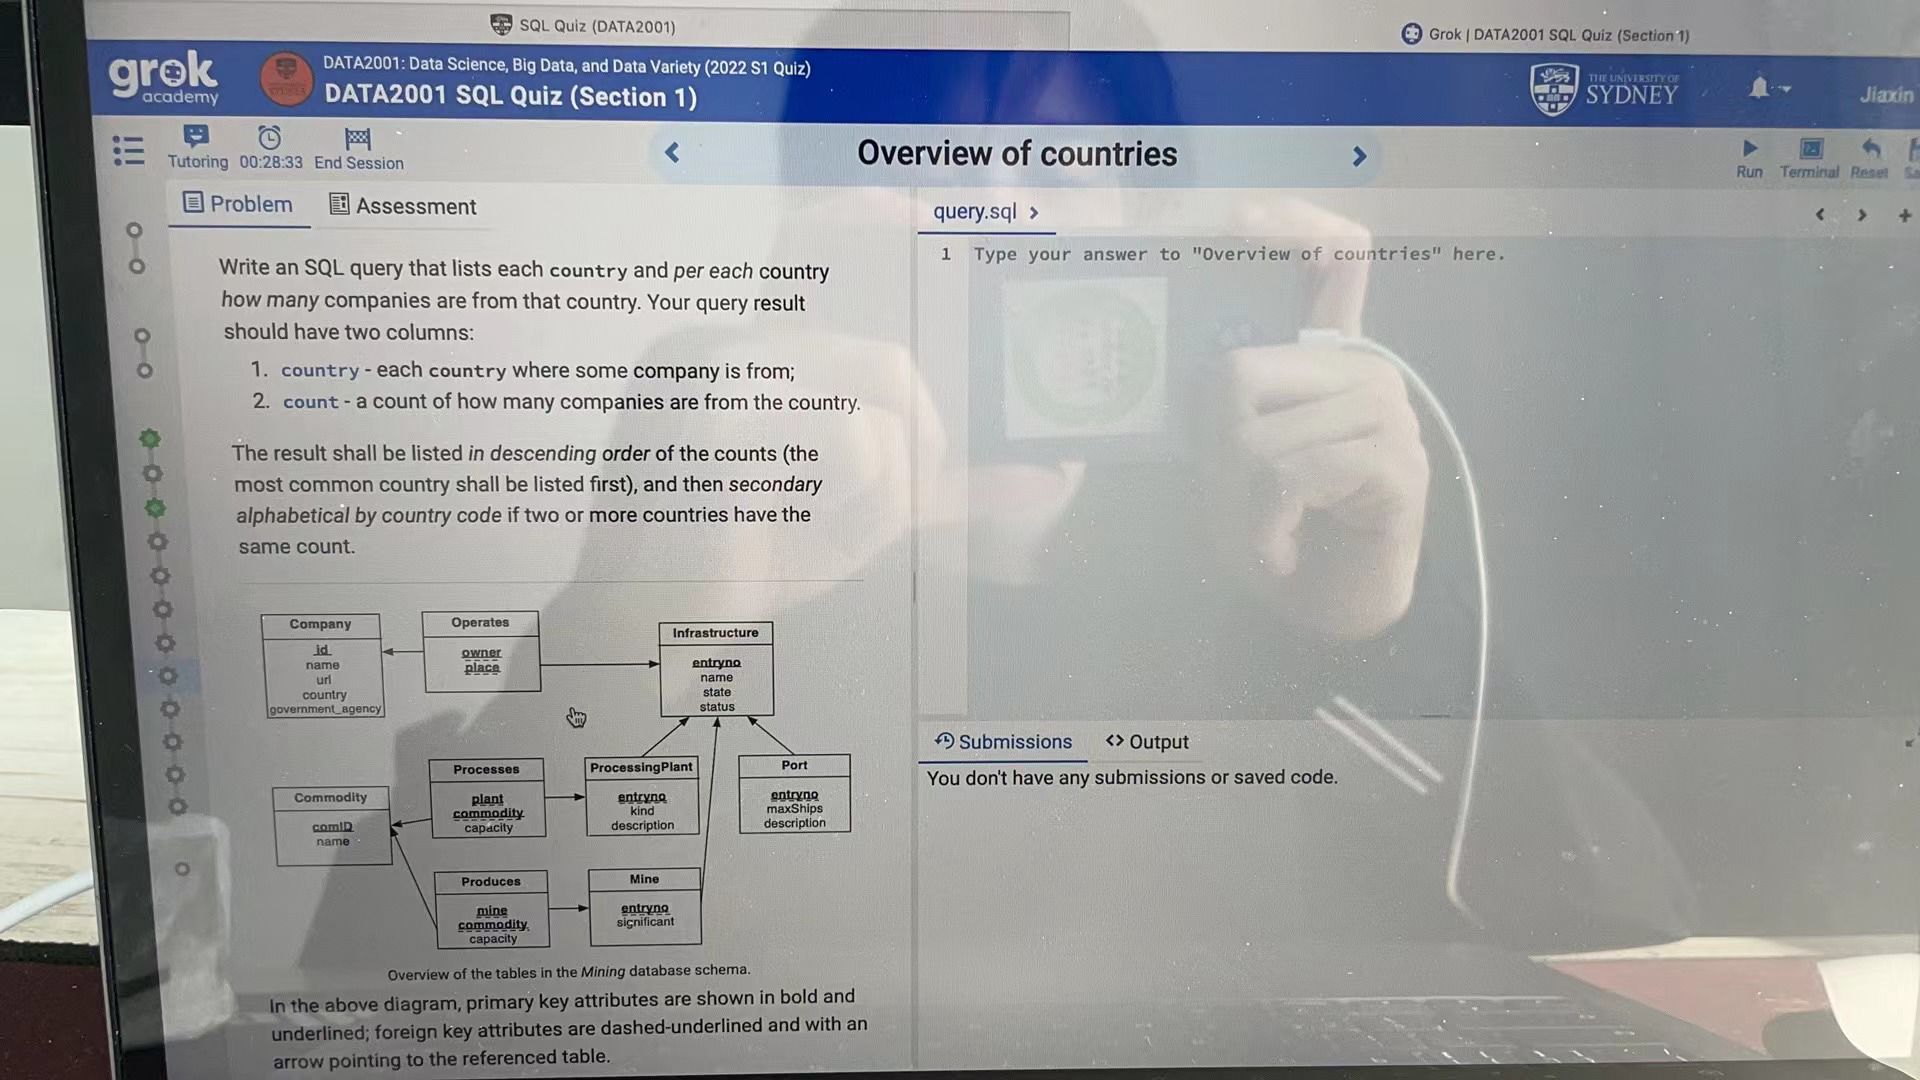 SQL Quiz (DATA2001)
Grok | DATA2001 SQL Quiz (Section 1)
grok
academy
DATA2001: Data Science, Big Data, and Data Variety (2022 S1 Quiz)
DATA2001 SQL Quiz (Section 1)
THE UNIVERSITY OF
SYDNEY
Jiaxin
Tutoring 00:28:33 End Session
Overview of countries
Run Terminal Reset
Problem Assessment
query.sql
1 Type your answer to "Overview of countries" here.
Write an SQL query that lists each country and per each country
how many companies are from that country. Your query result
should have two columns:
1. country - each country where some company is from;
2. count - a count of how many companies are from the country.
The result shall be listed in descending order of the counts (the
most common country shall be listed first), and then secondary
alphabetical by country code if two or more countries have the
same count.
Company
id
name
url
country
government_agency
Operates
owner
place
Infrastructure
entryno
name
state
status
Processes
plant
commodity
capacity
ProcessingPlant
entryno
kind
description
Port
entryno
maxShips
description
Commodity
comID
name
Produces
mine
commodity
capacity
Mine
entryno
significant
Overview of the tables in the Mining database schema.
In the above diagram, primary key attributes are shown in bold and
underlined; foreign key attributes are dashed-underlined and with an
arrow pointing to the referenced table.
Submissions Output
You don't have any submissions or saved code.